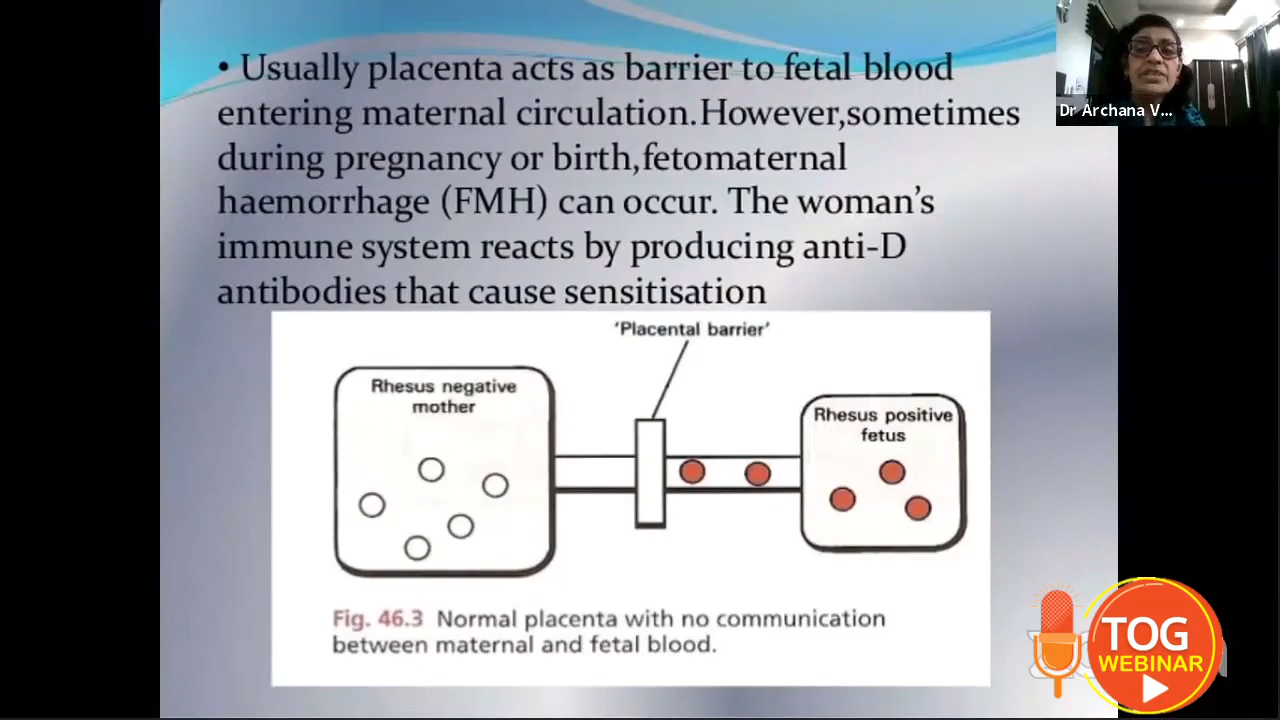 • Usually placenta acts as barrier to fetal blood
entering maternal circulation.However,sometimes
during pregnancy or birth,fetomaternal
haemorrhage (FMH) can occur. The woman's
immune system reacts by producing anti-D
antibodies that cause sensitisation
Dr Archana V...
'Placental barrier'
Rhesus negative
mother
Rhesus positive
fetus
Fig. 46.3 Normal placenta with no communication
between maternal and fetal blood.
TOG
WEBINAR